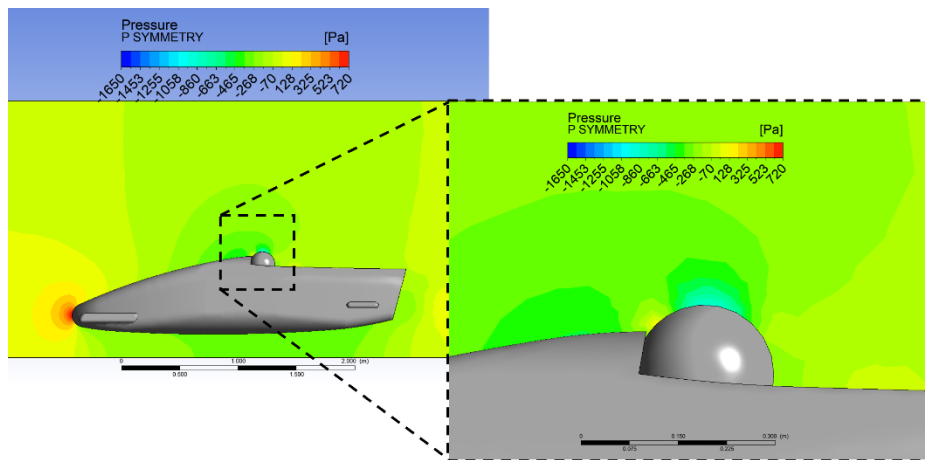 Pressure
P SYMMETRY [Pa]
-1650 -1453 -1255 -1058 -860 -663 -465 -268 -70 128 325 523 720
0 1.000 2.000 (m)
0.500 1.500
Pressure
P SYMMETRY [Pa]
-1650 -1453 -1255 -1058 -860 -663 -465 -268 -70 128 325 523 720
0 0.150 0.300 (m)
0.075 0.225